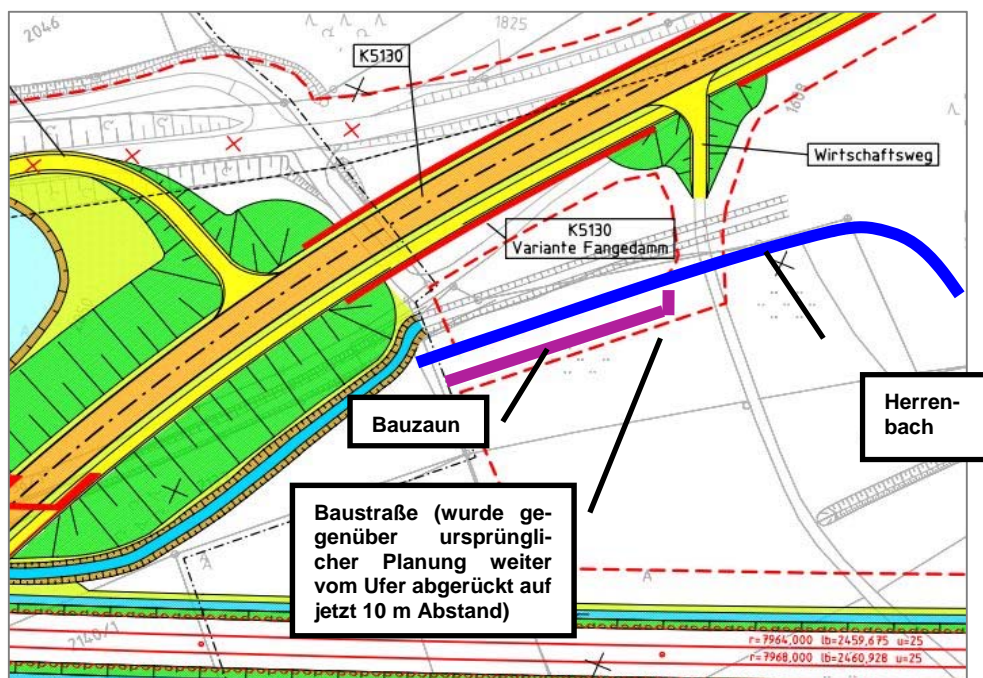 2046
1825
K5130
1608
Wirtschaftsweg
K5130
Variante Fangedamm
Bauzaun
Herren-
bach
Baustraße (wurde ge-
genüber ursprüngli-
cher Planung weiter
vom Ufer abgerückt auf
jetzt 10 m Abstand)
2140/1
r=7964,000 lb=2459,675 u=25
r=7968,000 lb=2460,928 u=25